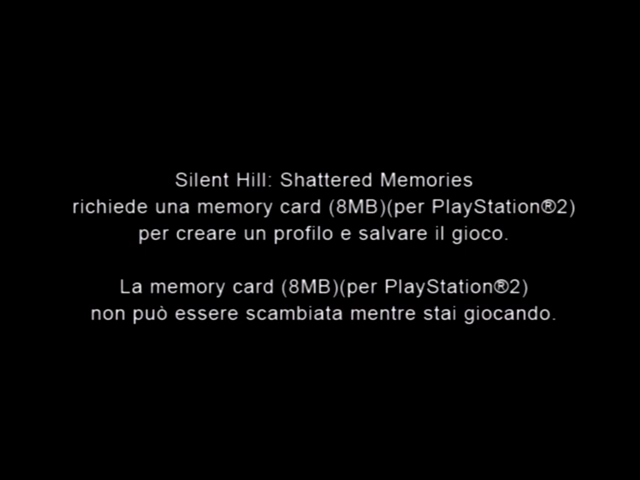 Silent Hill: Shattered Memories
richiede una memory card (8MB)(per PlayStation®2)
per creare un profilo e salvare il gioco.
La memory card (8MB)(per PlayStation®2)
non può essere scambiata mentre stai giocando.